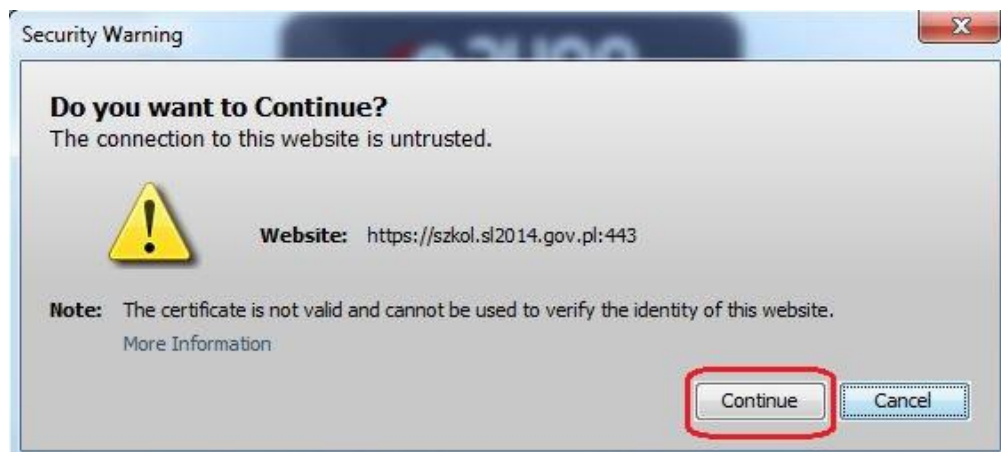 Security Warning
Do you want to Continue?
The connection to this website is untrusted.
Website: https://szkol.sl2014.gov.pl:443
Note: The certificate is not valid and cannot be used to verify the identity of this website.
More Information
Continue Cancel